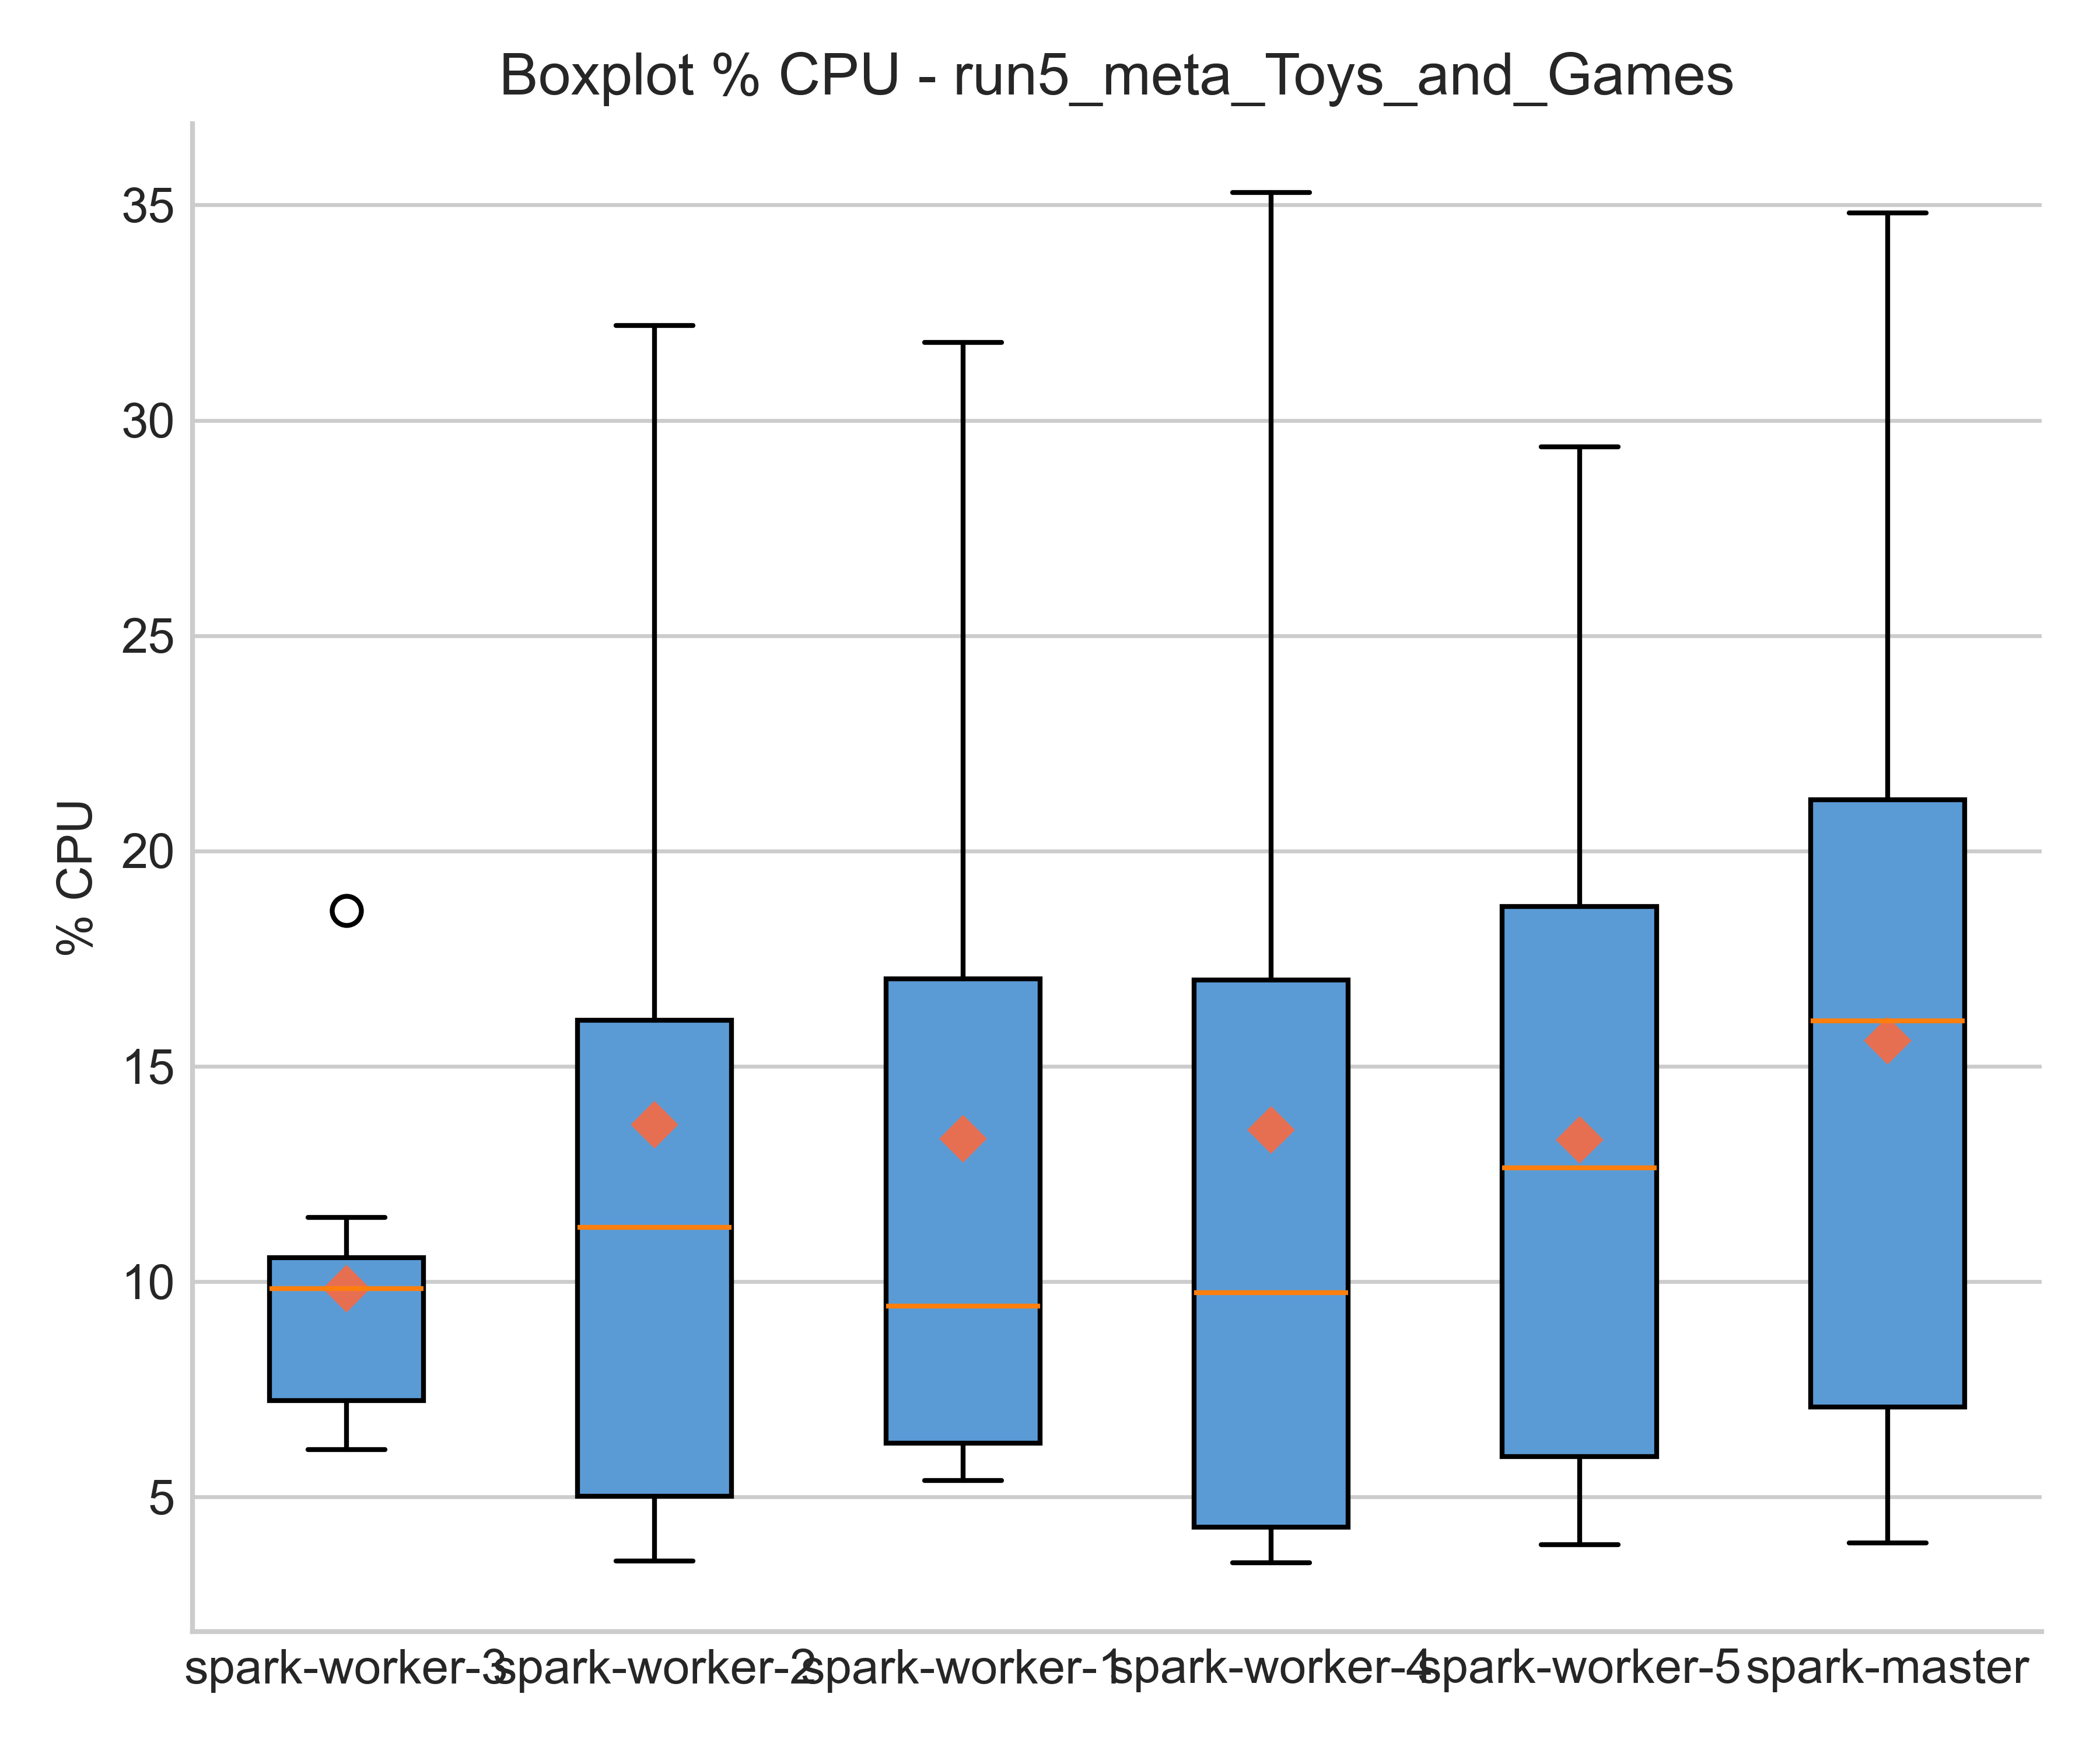 Boxplot % CPU - run5_meta_Toys_and_Games
35
30
25
20
15
10
5
% CPU
spark-worker-3 spark-worker-2 spark-worker-1 spark-worker-4 spark-worker-5 spark-master